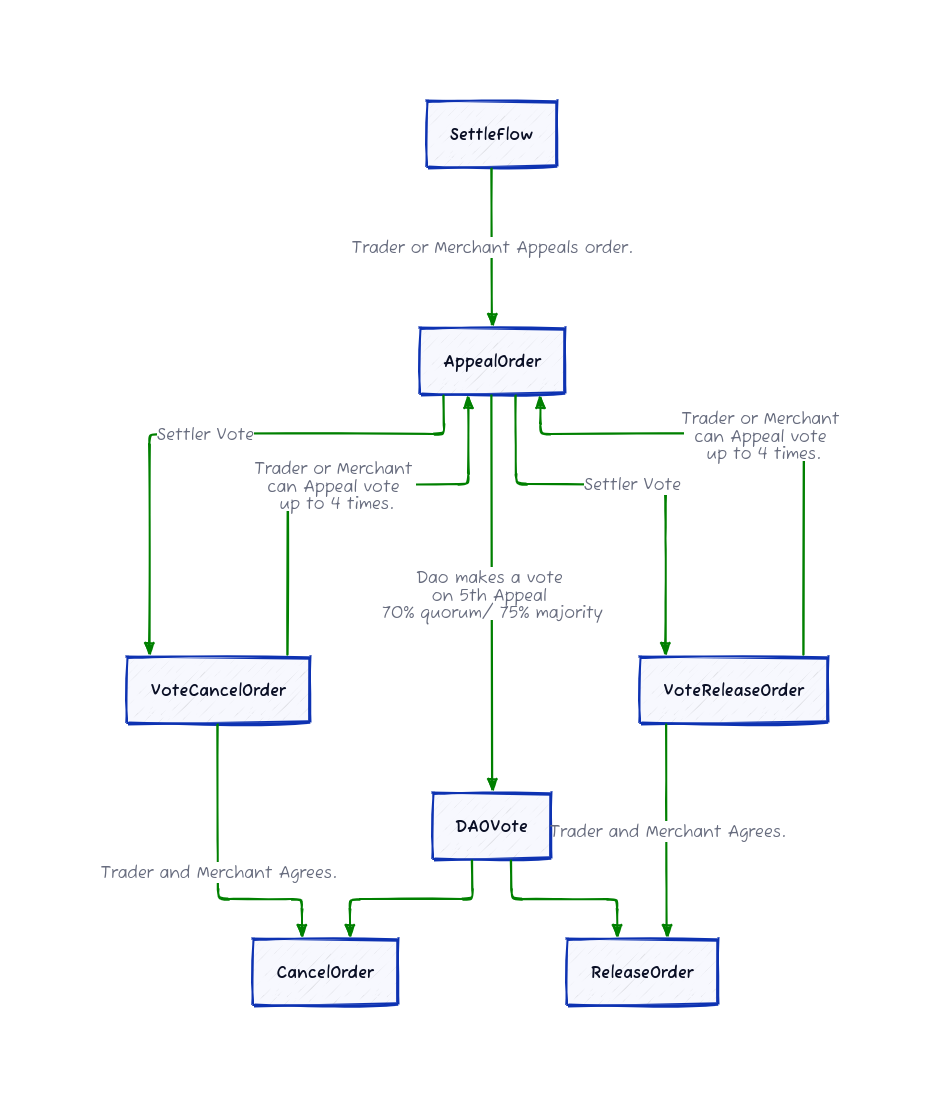 SettleFlow
Trader or Merchant Appeals order.
AppealOrder
Settler Vote
Trader or Merchant
can Appeal vote
up to 4 times.
Trader or Merchant
can Appeal vote
up to 4 times.
Settler Vote
Dao makes a vote
on 5th Appeal
70% quorum/ 75% majority
VoteCancelOrder
VoteReleaseOrder
DAOVote
Trader and Merchant Agrees.
Trader and Merchant Agrees.
CancelOrder
ReleaseOrder